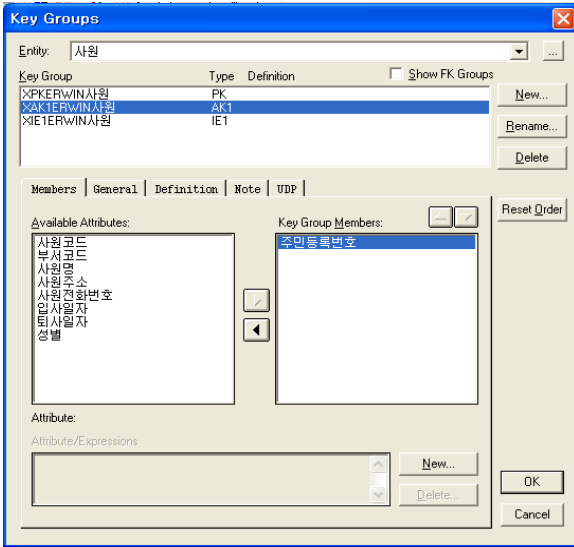 Key Groups
Entity: 사원 ...
Key Group Type Definition Show FK Groups
XPKERWIN사원 PK
XAK1ERWIN사원 AK1
XIE1ERWIN사원 IE1
New...
Rename...
Delete
Members General Definition Note UDP
Reset Order
Available Attributes: Key Group Members:
사원코드 주민등록번호
부서코드
사원명
사원주소
사원전화번호
입사일자
퇴사일자
성별
Attribute:
Attribute/Expressions
New...
Delete...
OK
Cancel